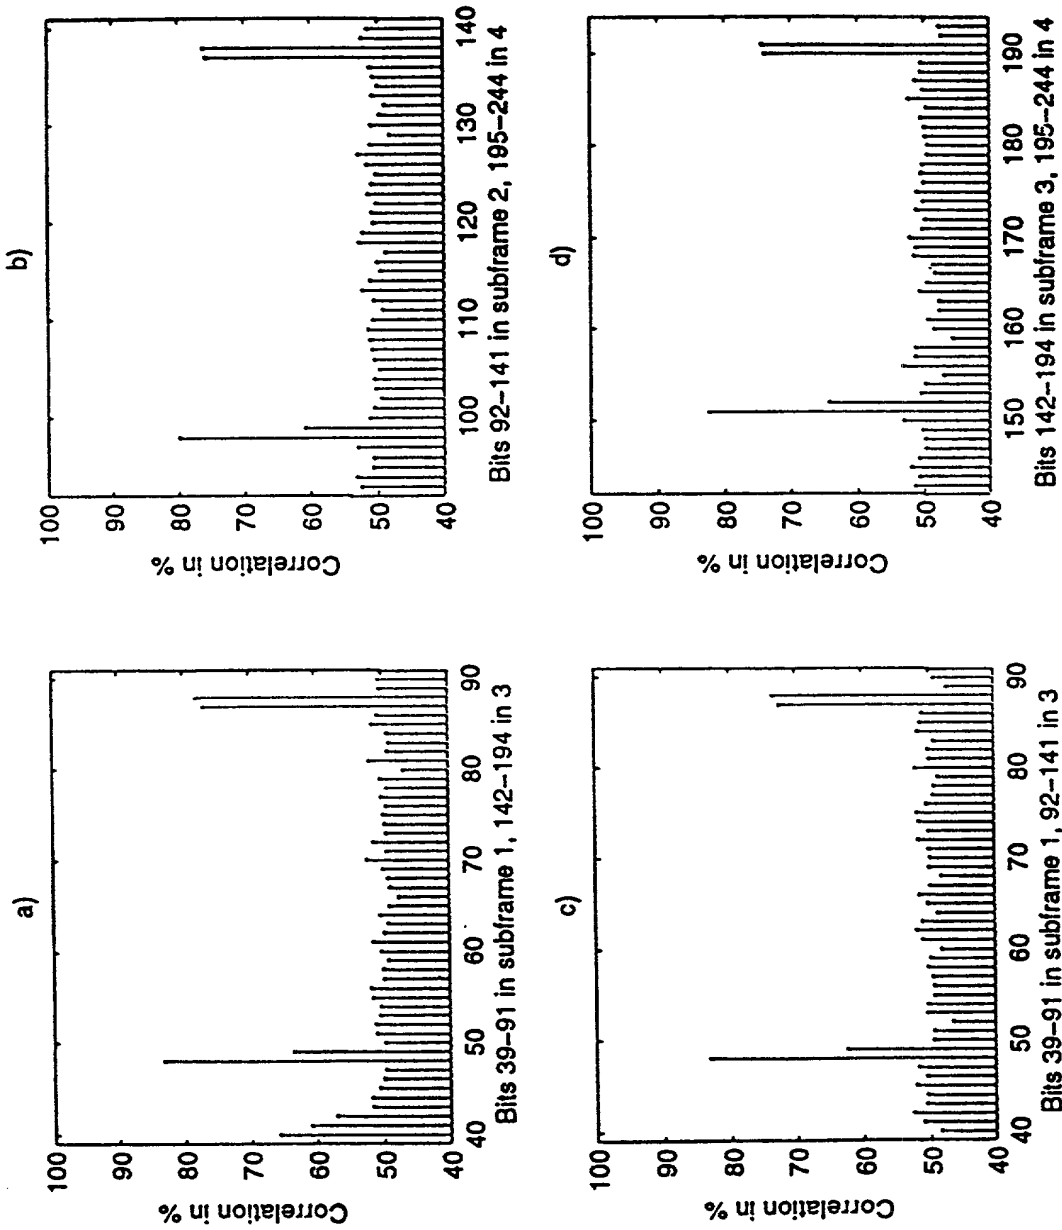 a)
Correlation in %
100
90
80
70
60
50
40
40 50 60 70 80 90
Bits 39–91 in subframe 1, 142–194 in 3
b)
Correlation in %
100
90
80
70
60
50
40
100 110 120 130 140
Bits 92–141 in subframe 2, 195–244 in 4
c)
Correlation in %
100
90
80
70
60
50
40
40 50 60 70 80 90
Bits 39–91 in subframe 1, 92–141 in 3
d)
Correlation in %
100
90
80
70
60
50
40
150 160 170 180 190
Bits 142–194 in subframe 3, 195–244 in 4